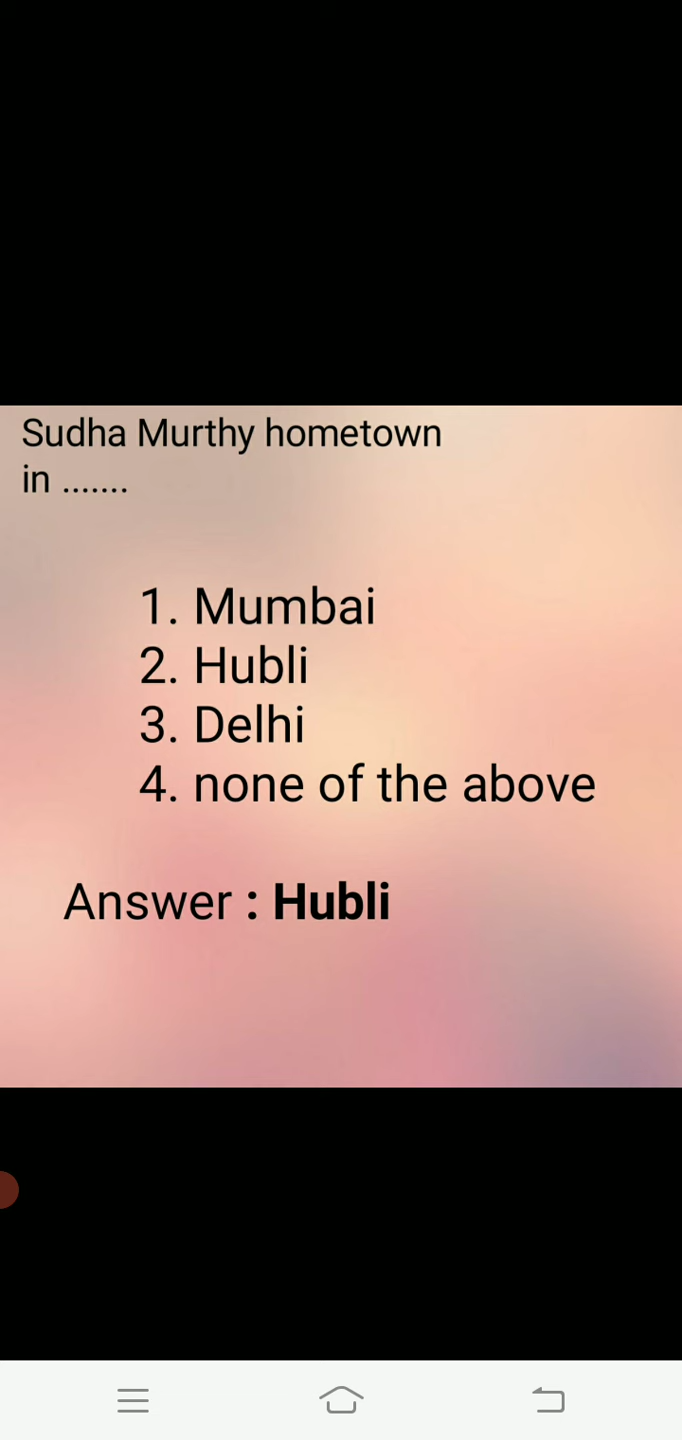 Sudha Murthy hometown
in .......
1. Mumbai
2. Hubli
3. Delhi
4. none of the above
Answer : Hubli